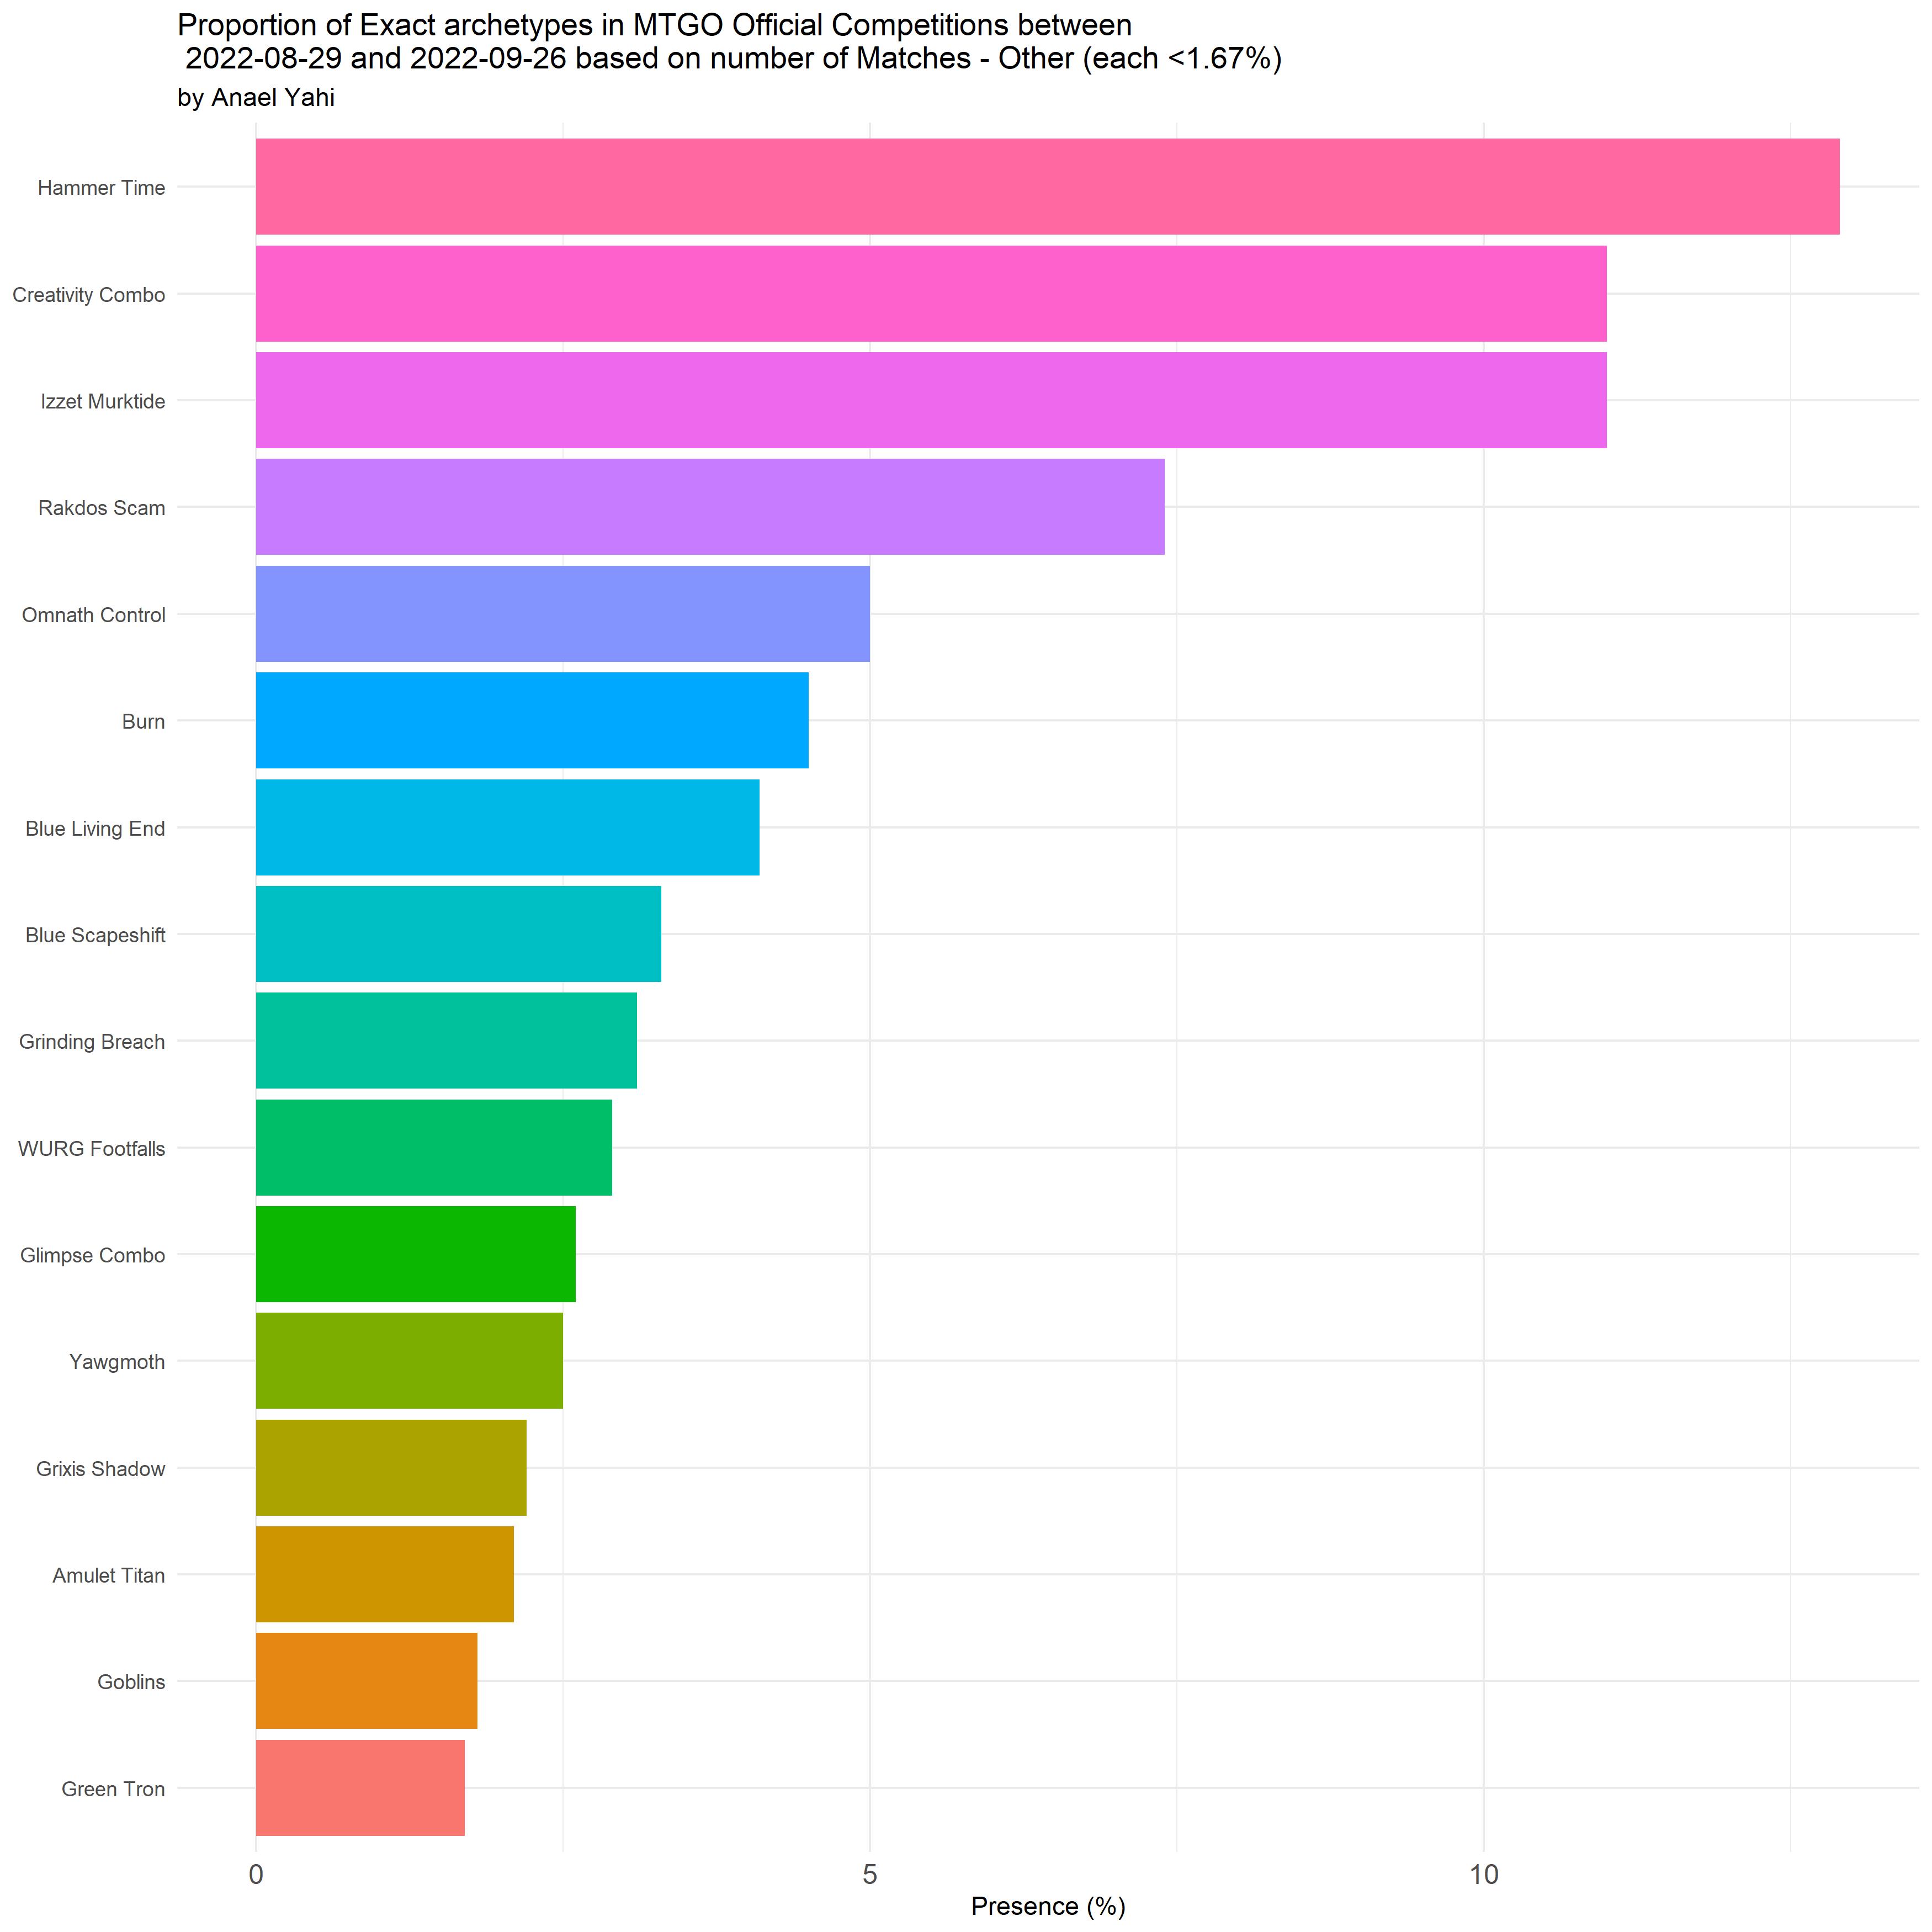 Proportion of Exact archetypes in MTGO Official Competitions between
2022-08-29 and 2022-09-26 based on number of Matches - Other (each <1.67%)
by Anael Yahi
Hammer Time
Creativity Combo
Izzet Murktide
Rakdos Scam
Omnath Control
Burn
Blue Living End
Blue Scapeshift
Grinding Breach
WURG Footfalls
Glimpse Combo
Yawgmoth
Grixis Shadow
Amulet Titan
Goblins
Green Tron
0 5 10
Presence (%)